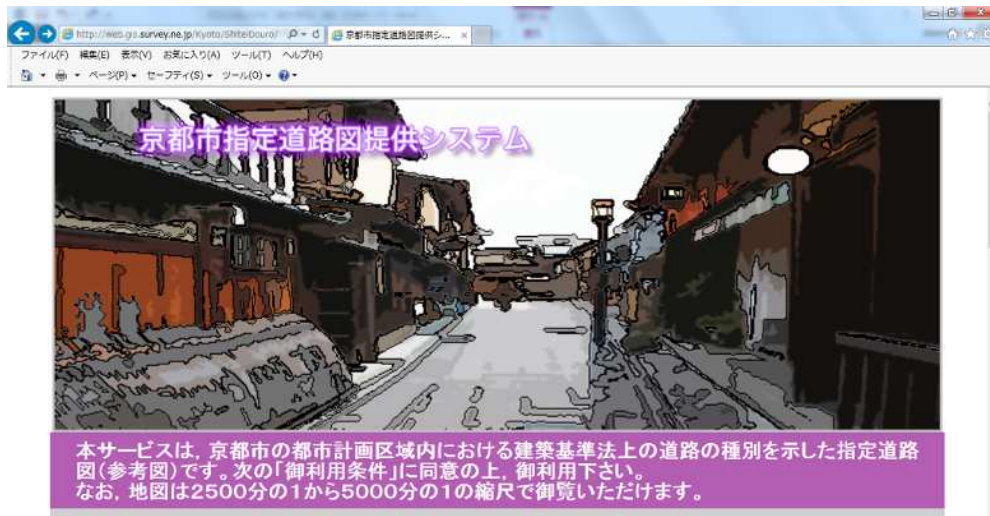 http://web.gis.survey.ne.jp/Kyoto/ShiteiDouro/
京都市指定道路図提供シ...
ファイル(F) 編集(E) 表示(V) お気に入り(A) ツール(T) ヘルプ(H)
ページ(P) セーフティ(S) ツール(O)
京都市指定道路図提供システム
本サービスは，京都市の都市計画区域内における建築基準法上の道路の種別を示した指定道路
図(参考図)です。次の｢御利用条件｣に同意の上，御利用下さい。
なお，地図は2500分の1から5000分の1の縮尺で御覧いただけます。